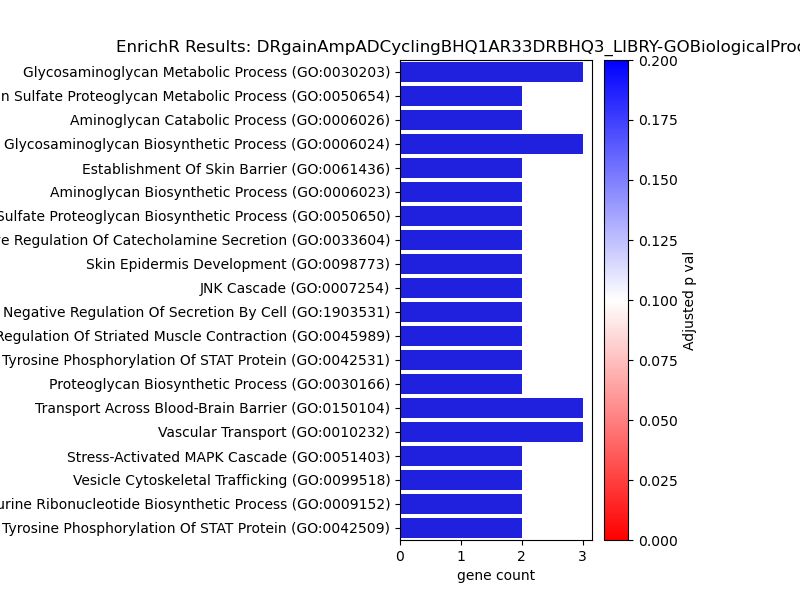 EnrichR Results: DRgainAmpADCyclingBHQ1AR33DRBHQ3_LIBRY-GOBiologicalProc
Glycosaminoglycan Metabolic Process (GO:0030203)
n Sulfate Proteoglycan Metabolic Process (GO:0050654)
Aminoglycan Catabolic Process (GO:0006026)
Glycosaminoglycan Biosynthetic Process (GO:0006024)
Establishment Of Skin Barrier (GO:0061436)
Aminoglycan Biosynthetic Process (GO:0006023)
Sulfate Proteoglycan Biosynthetic Process (GO:0050650)
e Regulation Of Catecholamine Secretion (GO:0033604)
Skin Epidermis Development (GO:0098773)
JNK Cascade (GO:0007254)
Negative Regulation Of Secretion By Cell (GO:1903531)
Regulation Of Striated Muscle Contraction (GO:0045989)
Tyrosine Phosphorylation Of STAT Protein (GO:0042531)
Proteoglycan Biosynthetic Process (GO:0030166)
Transport Across Blood-Brain Barrier (GO:0150104)
Vascular Transport (GO:0010232)
Stress-Activated MAPK Cascade (GO:0051403)
Vesicle Cytoskeletal Trafficking (GO:0099518)
urine Ribonucleotide Biosynthetic Process (GO:0009152)
Tyrosine Phosphorylation Of STAT Protein (GO:0042509)
0 1 2 3
gene count
0.200
0.175
0.150
0.125
0.100
0.075
0.050
0.025
0.000
Adjusted p val